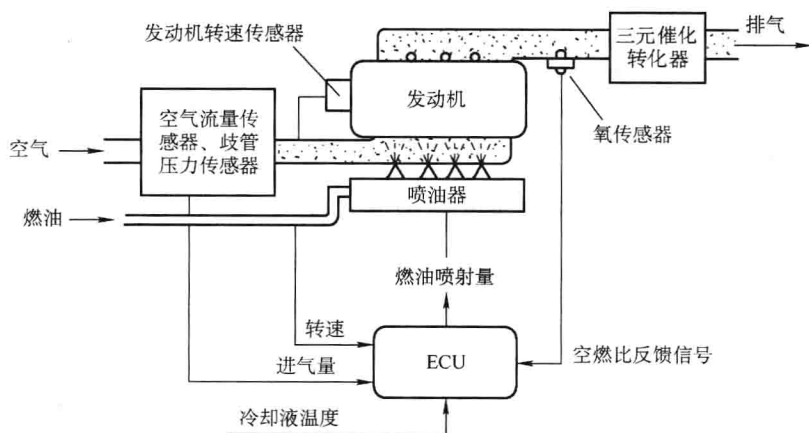 发动机转速传感器
三元催化
转化器
排气
空气流量传
感器、歧管
压力传感器
发动机
氧传感器
空气
喷油器
燃油
燃油喷射量
转速
进气量
ECU
空燃比反馈信号
冷却液温度